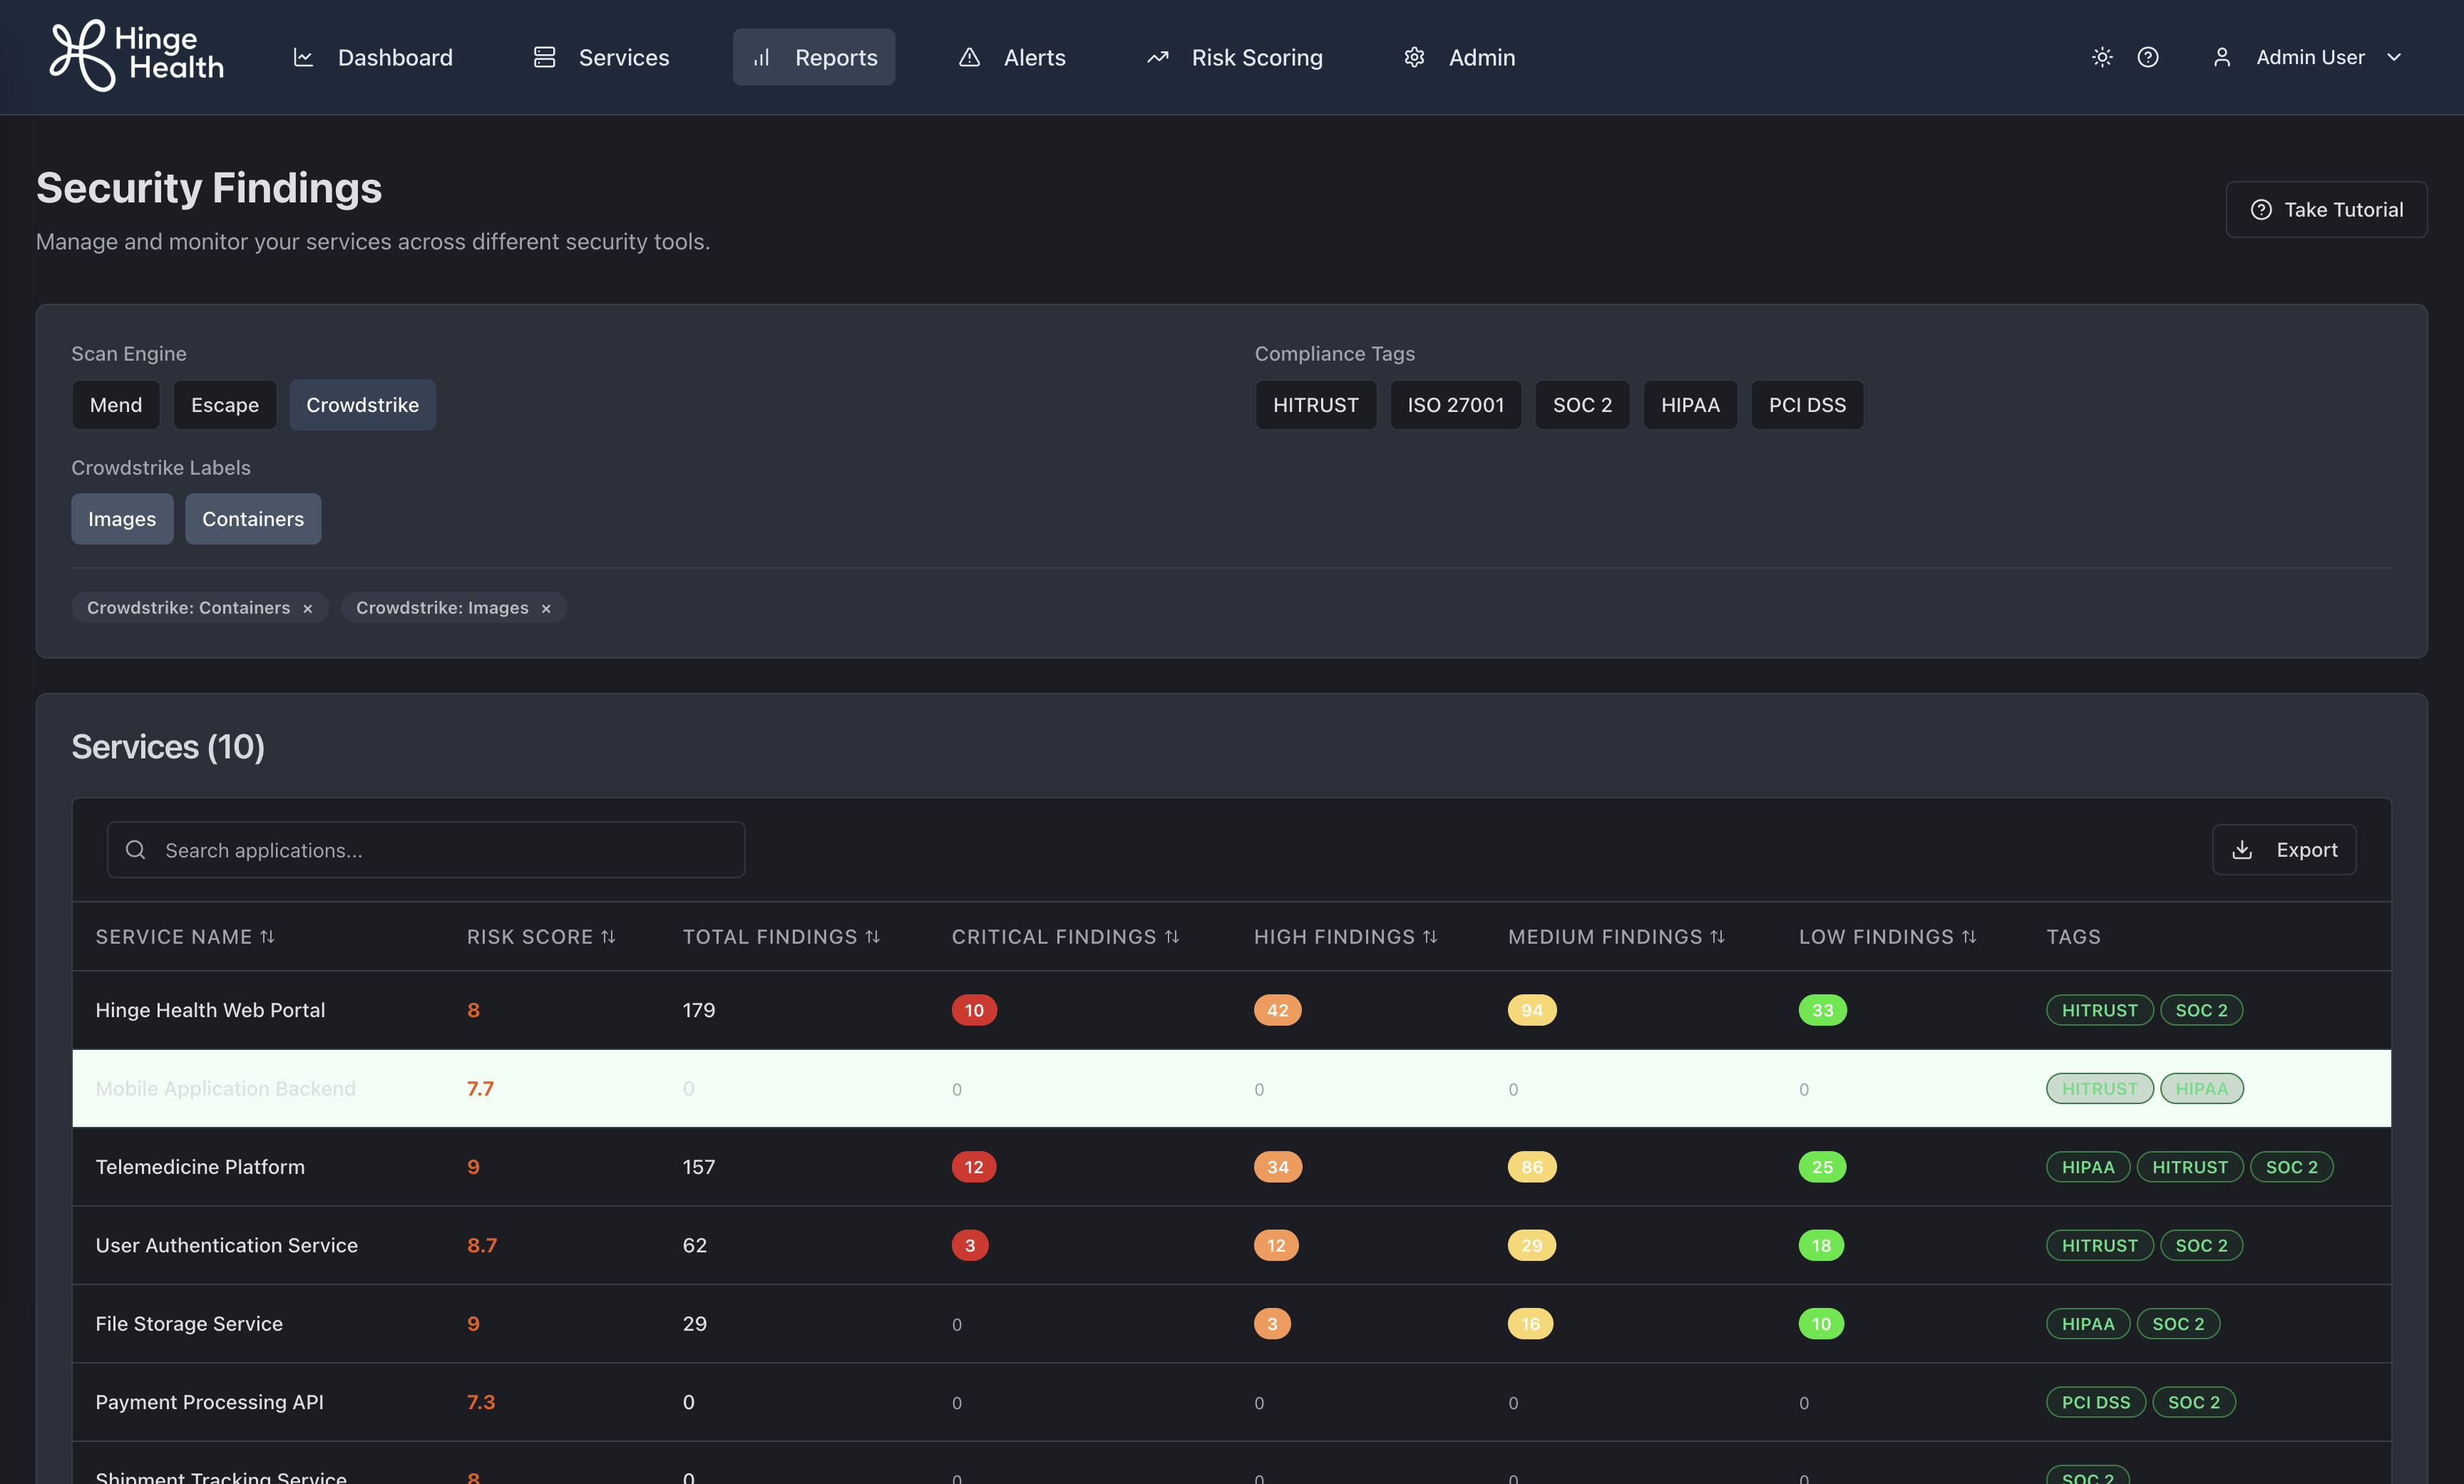 Hinge Health
Dashboard
Services
Reports
Alerts
Risk Scoring
Admin
Admin User
Security Findings
Manage and monitor your services across different security tools.
Take Tutorial
Scan Engine
Mend Escape Crowdstrike
Compliance Tags
HITRUST ISO 27001 SOC 2 HIPAA PCI DSS
Crowdstrike Labels
Images Containers
Crowdstrike: Containers × Crowdstrike: Images ×
Services (10)
Search applications...
Export
SERVICE NAME RISK SCORE TOTAL FINDINGS CRITICAL FINDINGS HIGH FINDINGS MEDIUM FINDINGS LOW FINDINGS TAGS
Hinge Health Web Portal 8 179 10 42 94 33 HITRUST SOC 2
Mobile Application Backend 7.7 0 0 0 0 0 HITRUST HIPAA
Telemedicine Platform 9 157 12 34 86 25 HIPAA HITRUST SOC 2
User Authentication Service 8.7 62 3 12 29 18 HITRUST SOC 2
File Storage Service 9 29 0 3 16 10 HIPAA SOC 2
Payment Processing API 7.3 0 0 0 0 0 PCI DSS SOC 2
Shipment Tracking Service 8 0 0 0 0 0 SOC 2